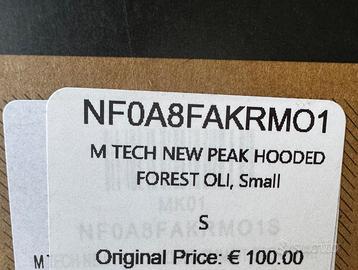 NF0A8FAKRMO1
M TECH NEW PEAK HOODED
FOREST OLI, Small
MK01
S
NF0A8FAKRMO1S
Original Price: € 100.00